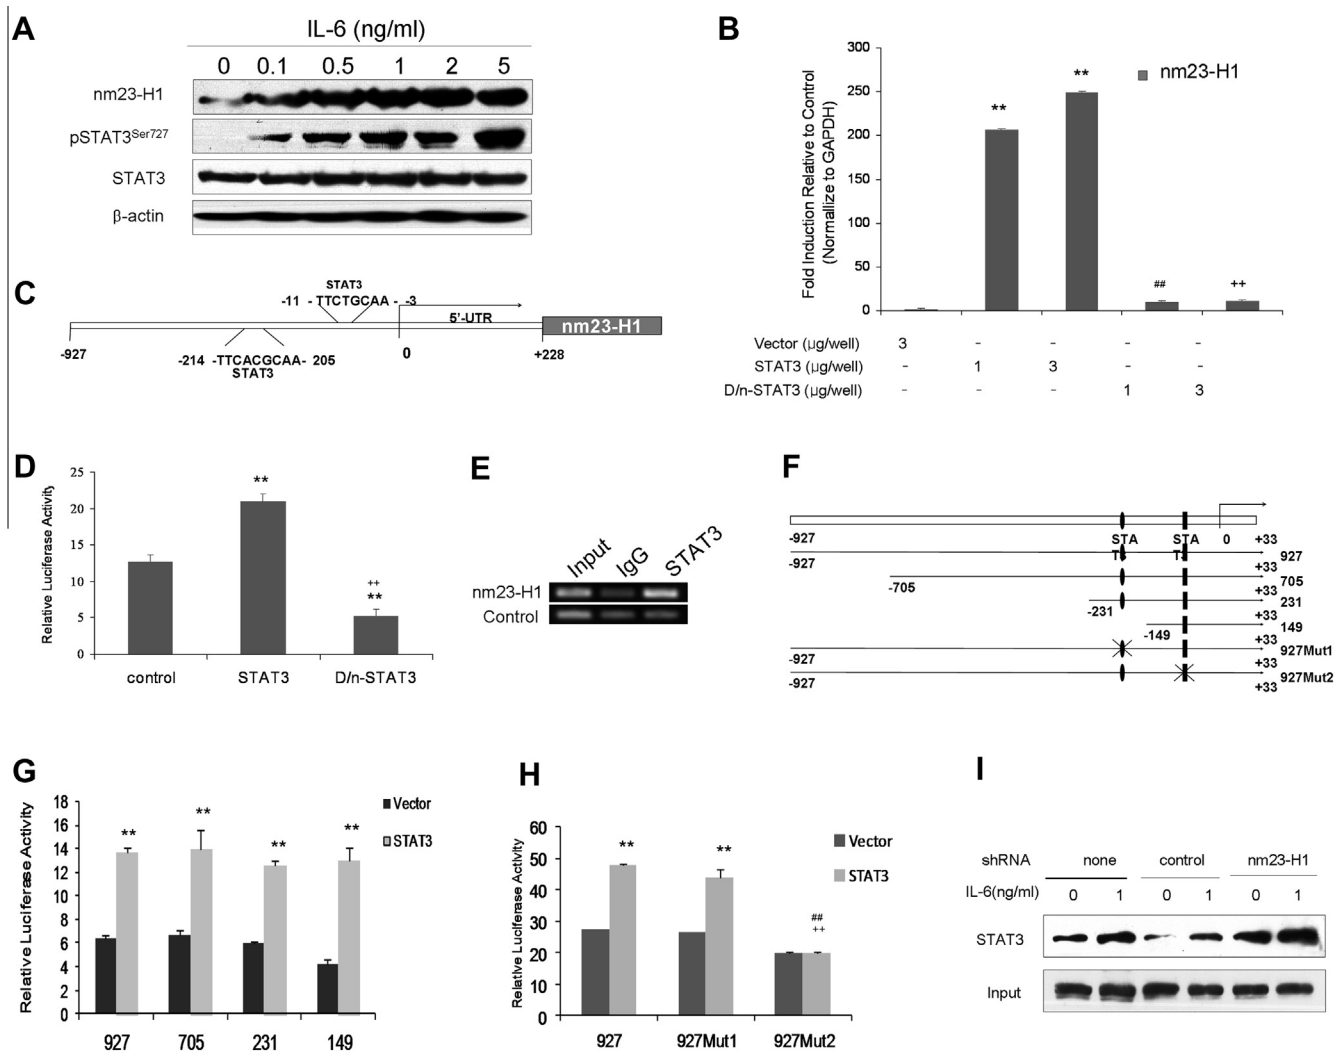 A
IL-6 (ng/ml)
0 0.1 0.5 1 2 5
nm23-H1
pSTAT3Ser727
STAT3
β-actin
B
Fold Induction Relative to Control
(Normallize to GAPDH)
300
250
200
150
100
50
0
** ** ## ++
nm23-H1
Vector (µg/well) 3 - - - -
STAT3 (µg/well) - 1 3 - -
D/n-STAT3 (µg/well) - - - 1 3
C
STAT3
-11 - TTCTGCAA - -3
5'-UTR
nm23-H1
-927
-214 -TTCACGCAA- 205
STAT3
0
+228
D
Relative Luciferase Activity
25
20
15
10
5
0
**
++
**
control STAT3 D/n-STAT3
E
Input IgG STAT3
nm23-H1
Control
F
-927 STA STA 0 +33
T3 T3 927
-927 +33
705
-705 +33
231
-231 +33
149
-149 +33
927Mut1
-927 +33
927Mut2
-927 +33
G
Relative Luciferase Activity
18
16
14
12
10
8
6
4
2
0
** ** ** **
Vector
STAT3
927 705 231 149
H
Relative Luciferase Activity
60
50
40
30
20
10
0
** **
##
++
Vector
STAT3
927 927Mut1 927Mut2
I
shRNA none control nm23-H1
IL-6(ng/ml) 0 1 0 1 0 1
STAT3
Input